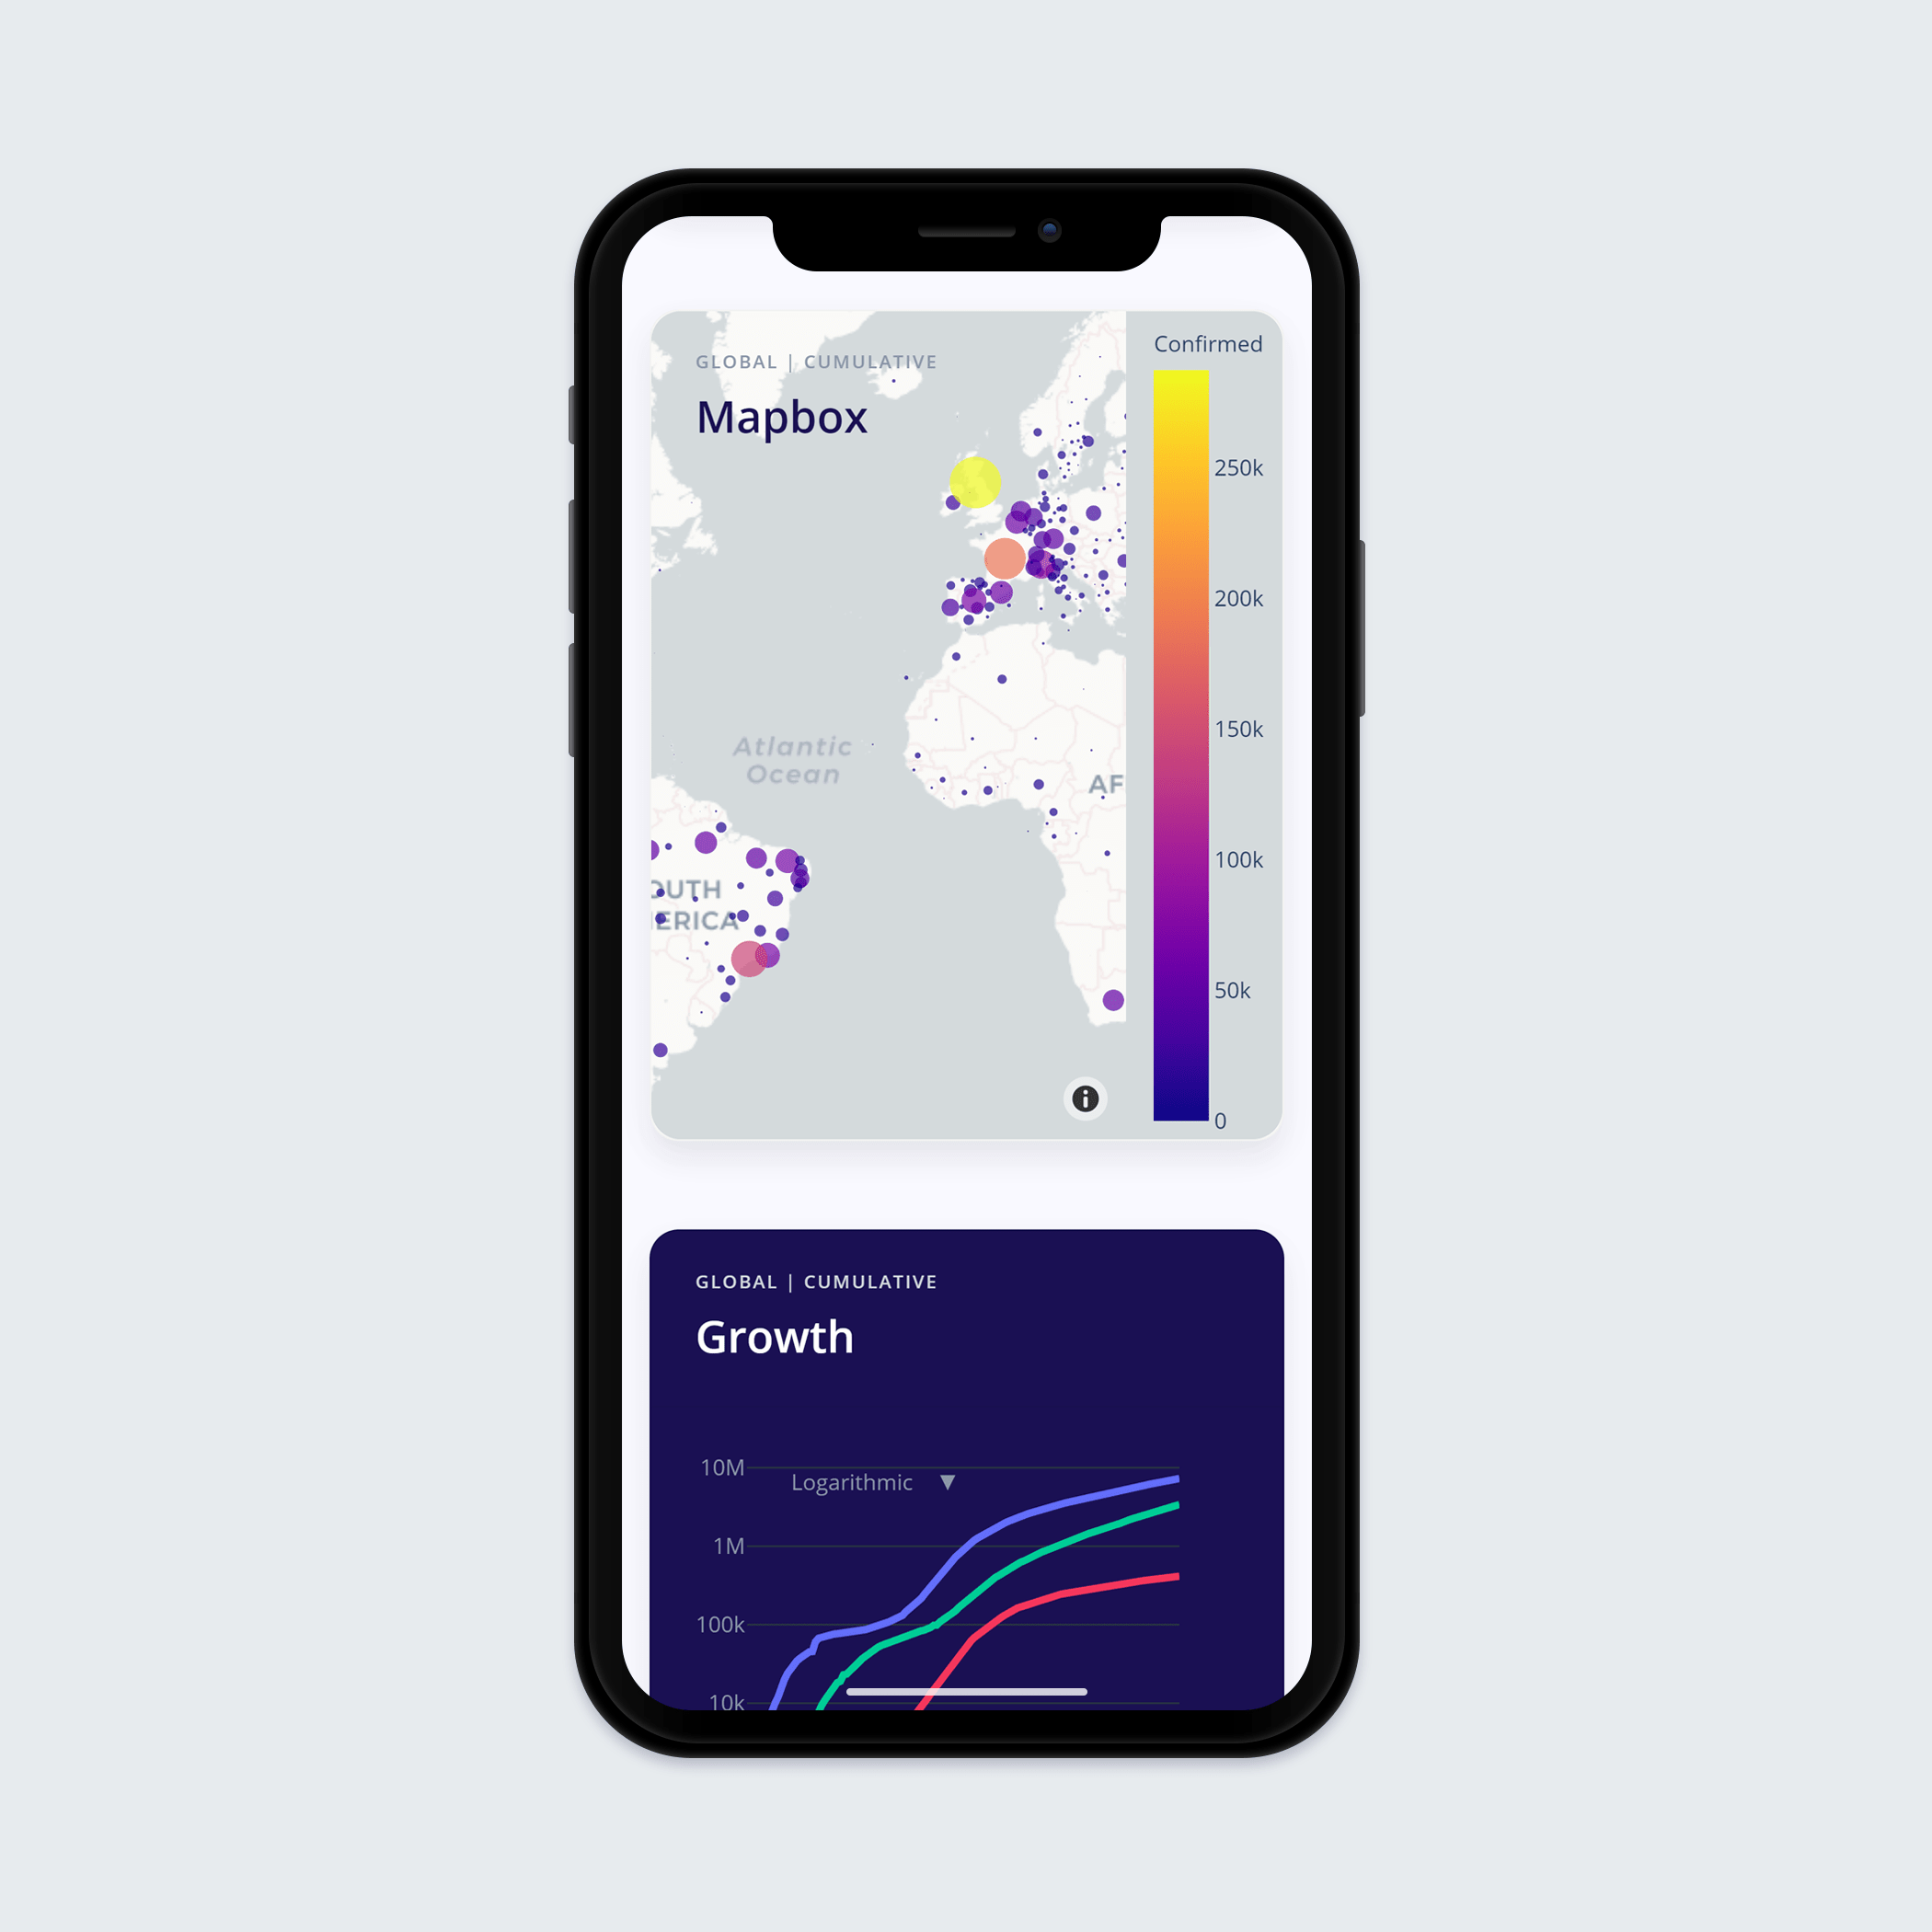 GLOBAL | CUMULATIVE
Mapbox
Confirmed
250k
200k
150k
100k
50k
0
Atlantic
Ocean
AF
OUTH
ERICA
GLOBAL | CUMULATIVE
Growth
10M
Logarithmic ▼
1M
100k
10k